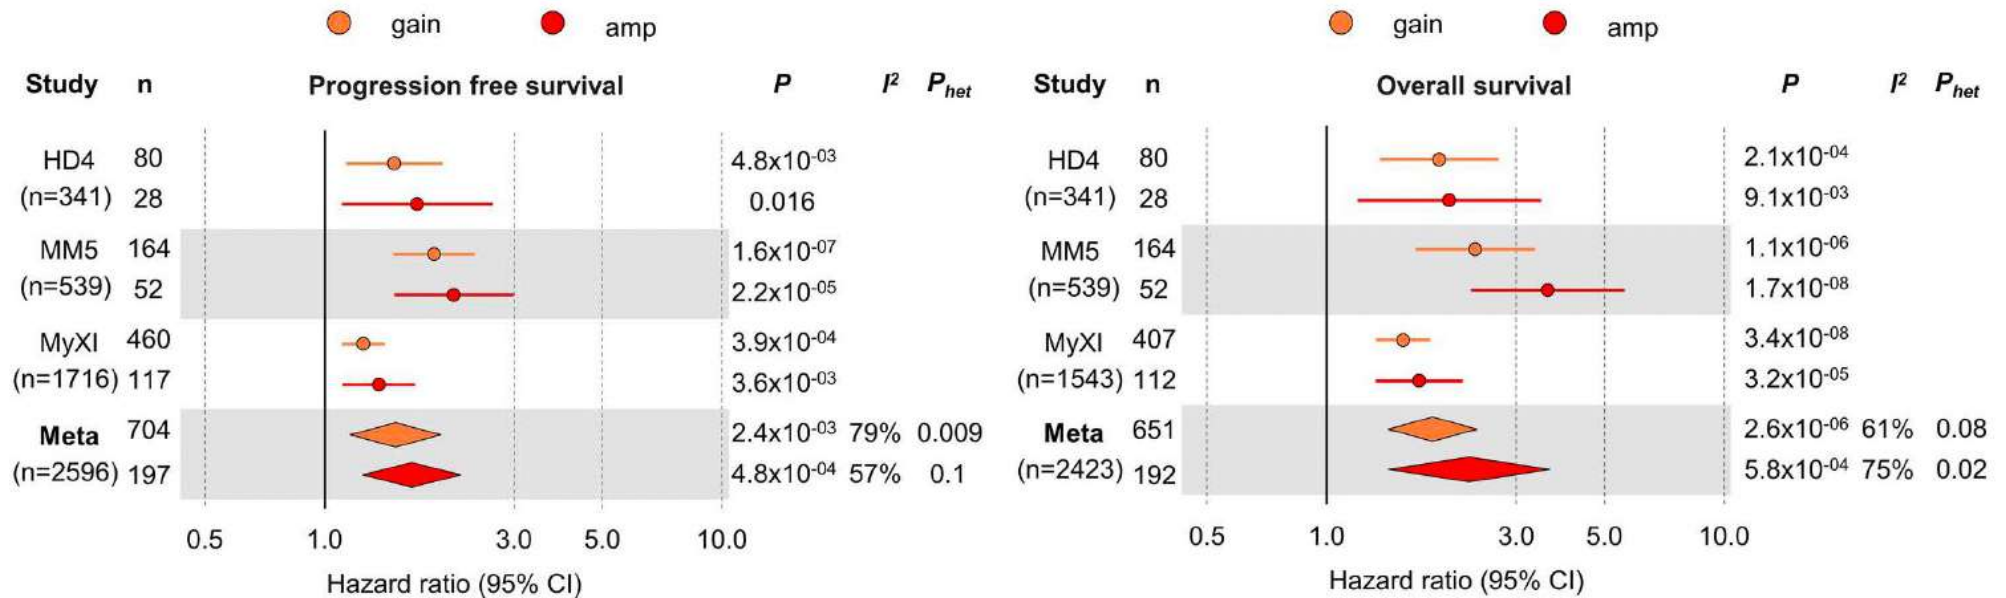 gain amp
Study n Progression free survival P I² Phet
HD4 80 4.8x10-03
(n=341) 28 0.016
MM5 164 1.6x10-07
(n=539) 52 2.2x10-05
MyXI 460 3.9x10-04
(n=1716) 117 3.6x10-03
Meta 704 2.4x10-03 79% 0.009
(n=2596) 197 4.8x10-04 57% 0.1
0.5 1.0 3.0 5.0 10.0
Hazard ratio (95% CI)
gain amp
Study n Overall survival P I² Phet
HD4 80 2.1x10-04
(n=341) 28 9.1x10-03
MM5 164 1.1x10-06
(n=539) 52 1.7x10-08
MyXI 407 3.4x10-08
(n=1543) 112 3.2x10-05
Meta 651 2.6x10-06 61% 0.08
(n=2423) 192 5.8x10-04 75% 0.02
0.5 1.0 3.0 5.0 10.0
Hazard ratio (95% CI)